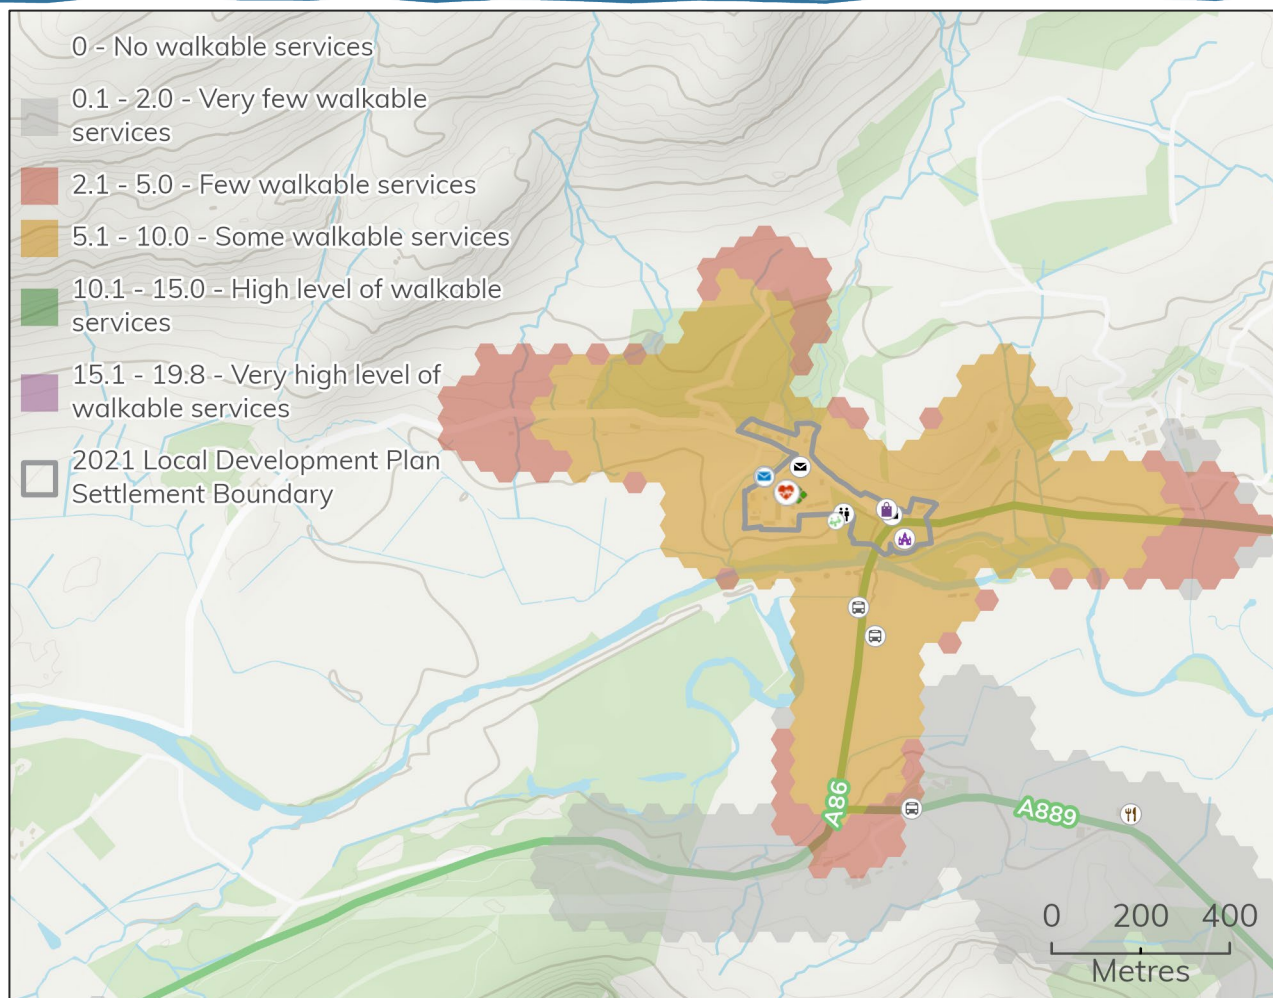 0 - No walkable services
0.1 - 2.0 - Very few walkable
services
2.1 - 5.0 - Few walkable services
5.1 - 10.0 - Some walkable services
10.1 - 15.0 - High level of walkable
services
15.1 - 19.8 - Very high level of
walkable services
2021 Local Development Plan
Settlement Boundary
A86
A889
0 200 400
Metres